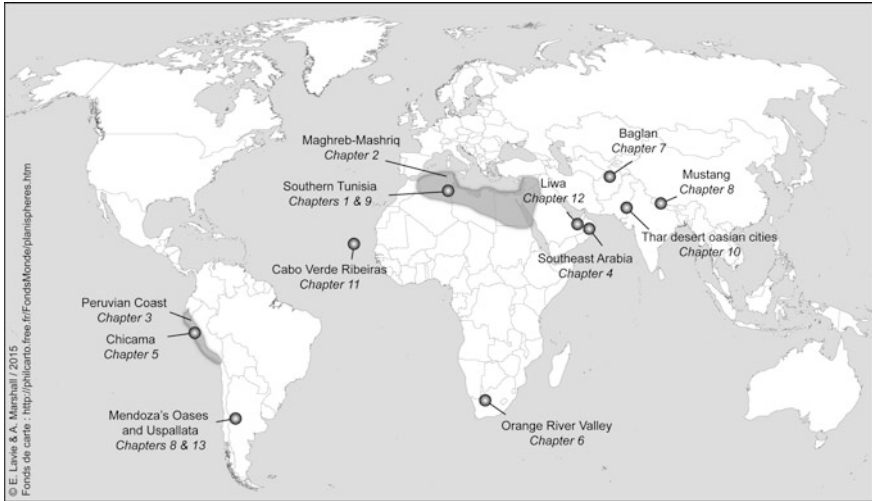 Maghreb-Mashriq
Chapter 2
Southern Tunisia
Chapters 1 & 9
Baglan
Chapter 7
Mustang
Chapter 8
Liwa
Chapter 12
Thar desert oasian cities
Chapter 10
Southeast Arabia
Chapter 4
Cabo Verde Ribeiras
Chapter 11
Peruvian Coast
Chapter 3
Chicama
Chapter 5
Mendoza's Oases
and Uspallata
Chapters 8 & 13
Orange River Valley
Chapter 6
© E. Lavie & A. Marshall / 2015
Fonds de carte : http://philcarto.free.fr/FondsMonde/planispheres.htm